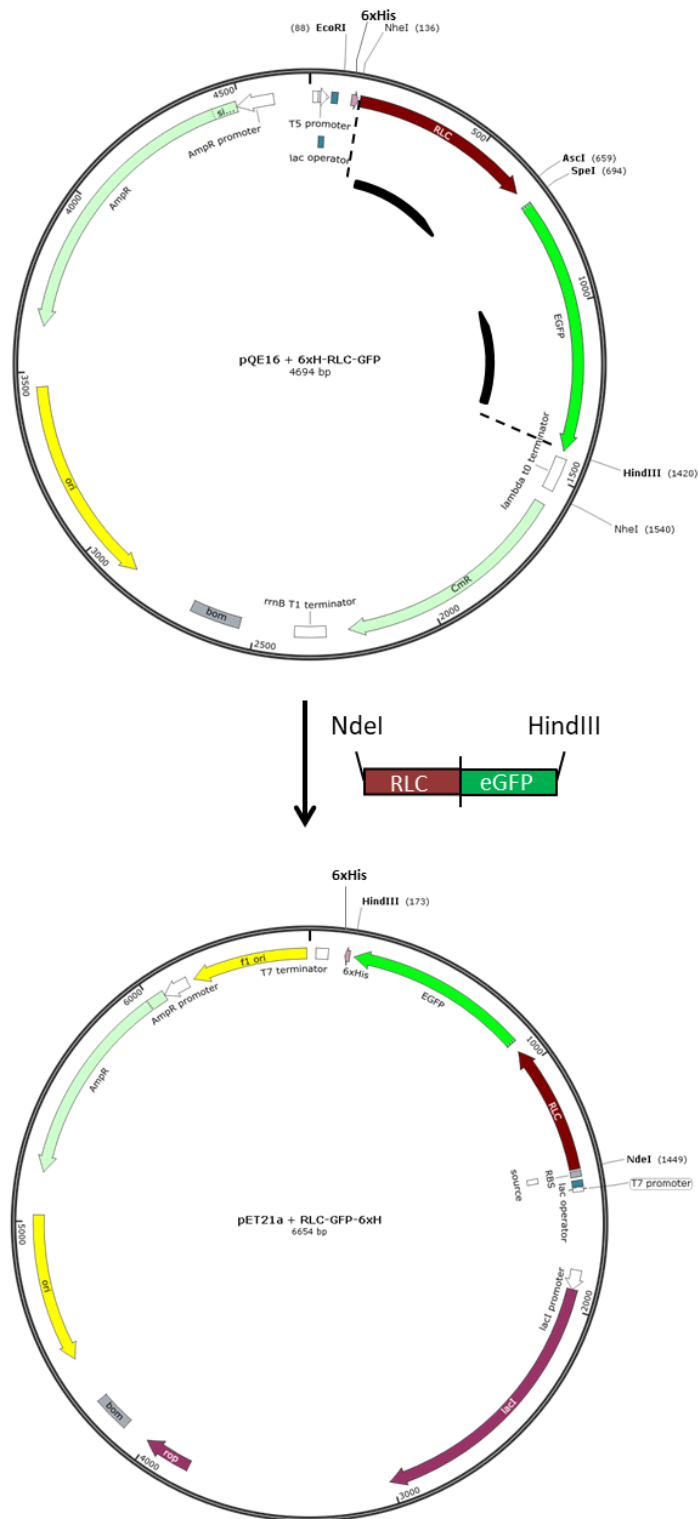 6xHis
(88) EcoRI
NheI (136)
4500
si...
AmpR promoter
T5 promoter
lac operator
RLC
500
AscI (659)
SpeI (694)
AmpR
4000
EGFP
1000
pQE16 + 6xH-RLC-GFP
4694 bp
3500
ori
lambda t0 terminator
1500
HindIII (1420)
NheI (1540)
3000
CmR
2000
rrnB T1 terminator
bom
2500
NdeI
HindIII
RLC
eGFP
6xHis
HindIII (173)
f1 ori
T7 terminator
6xHis
6000
AmpR promoter
EGFP
1000
AmpR
RLC
NdeI (1449)
RBS
source
lac operator
T7 promoter
5000
pET21a + RLC-GFP-6xH
6654 bp
ori
lacI promoter
2000
lacI
bom
rop
4000
3000